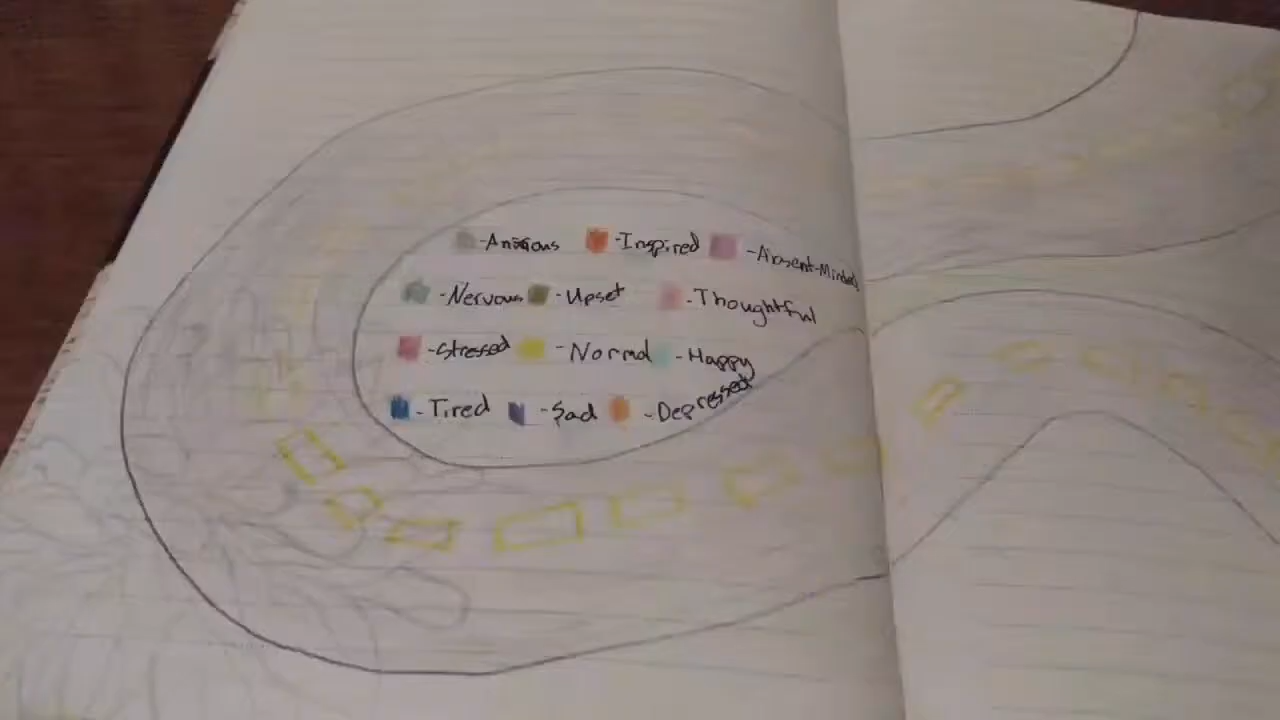 -Anxious -Inspired -Absent-Minded
-Nervous -Upset -Thoughtful
-Stressed -Normal -Happy
-Tired -Sad -Depressed